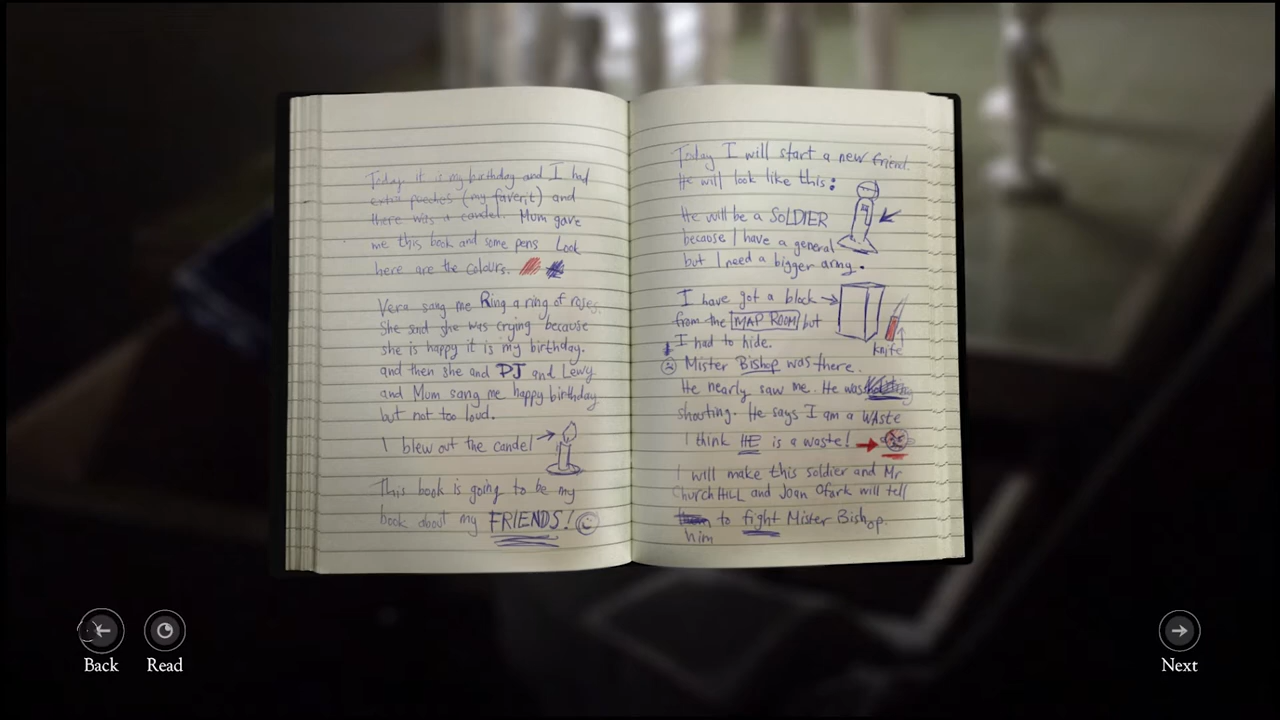 Today it is my birthday and I had
extra peeches (my faverit) and
there was a candel. Mum gave
me this book and some pens Look
here are the colours.
Vera sang me Ring a ring of roses.
She said she was crying because
she is happy it is my birthday.
and then she and DJ and Lewy
and Mum sang me happy birthday
but not too loud.
I blew out the candel
This book is going to be my
book about my FRIENDS!
Today I will start a new friend.
He will look like this:
He will be a SOLDIER
because I have a general
but I need a bigger army.
I have got a block
from the MAP ROOM but
I had to hide.
knife
Mister Bishop was there.
He nearly saw me. He was
shouting. He says I am a WASTE
I think HE is a waste!
I will make this soldier and Mr
ChurchHILL and Joan Ofark will tell
him to fight Mister Bishop.
Back
Read
Next